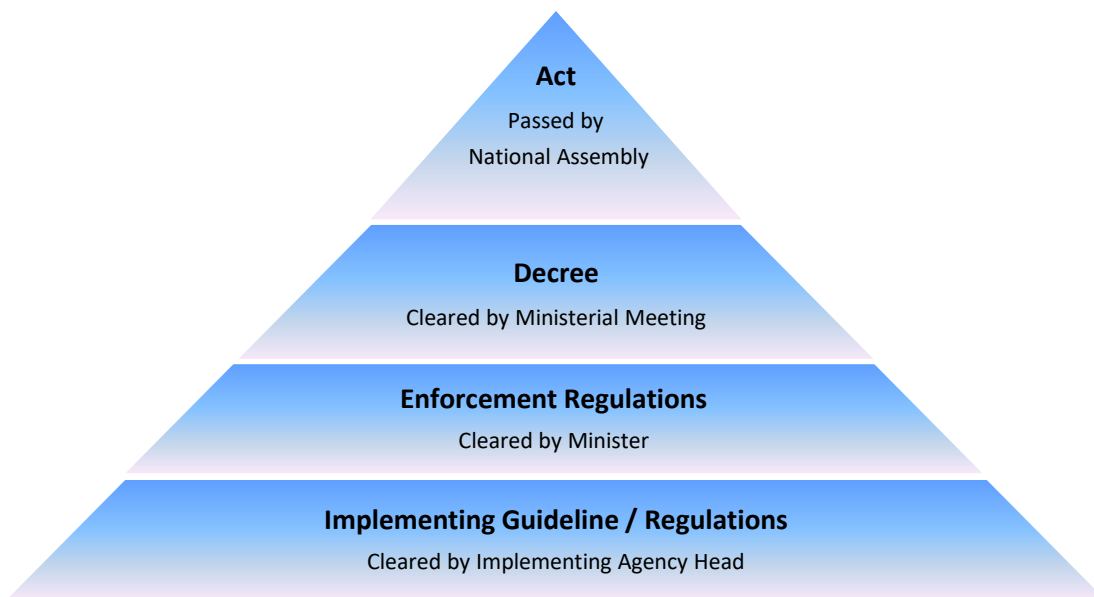 Act
Passed by
National Assembly
Decree
Cleared by Ministerial Meeting
Enforcement Regulations
Cleared by Minister
Implementing Guideline / Regulations
Cleared by Implementing Agency Head